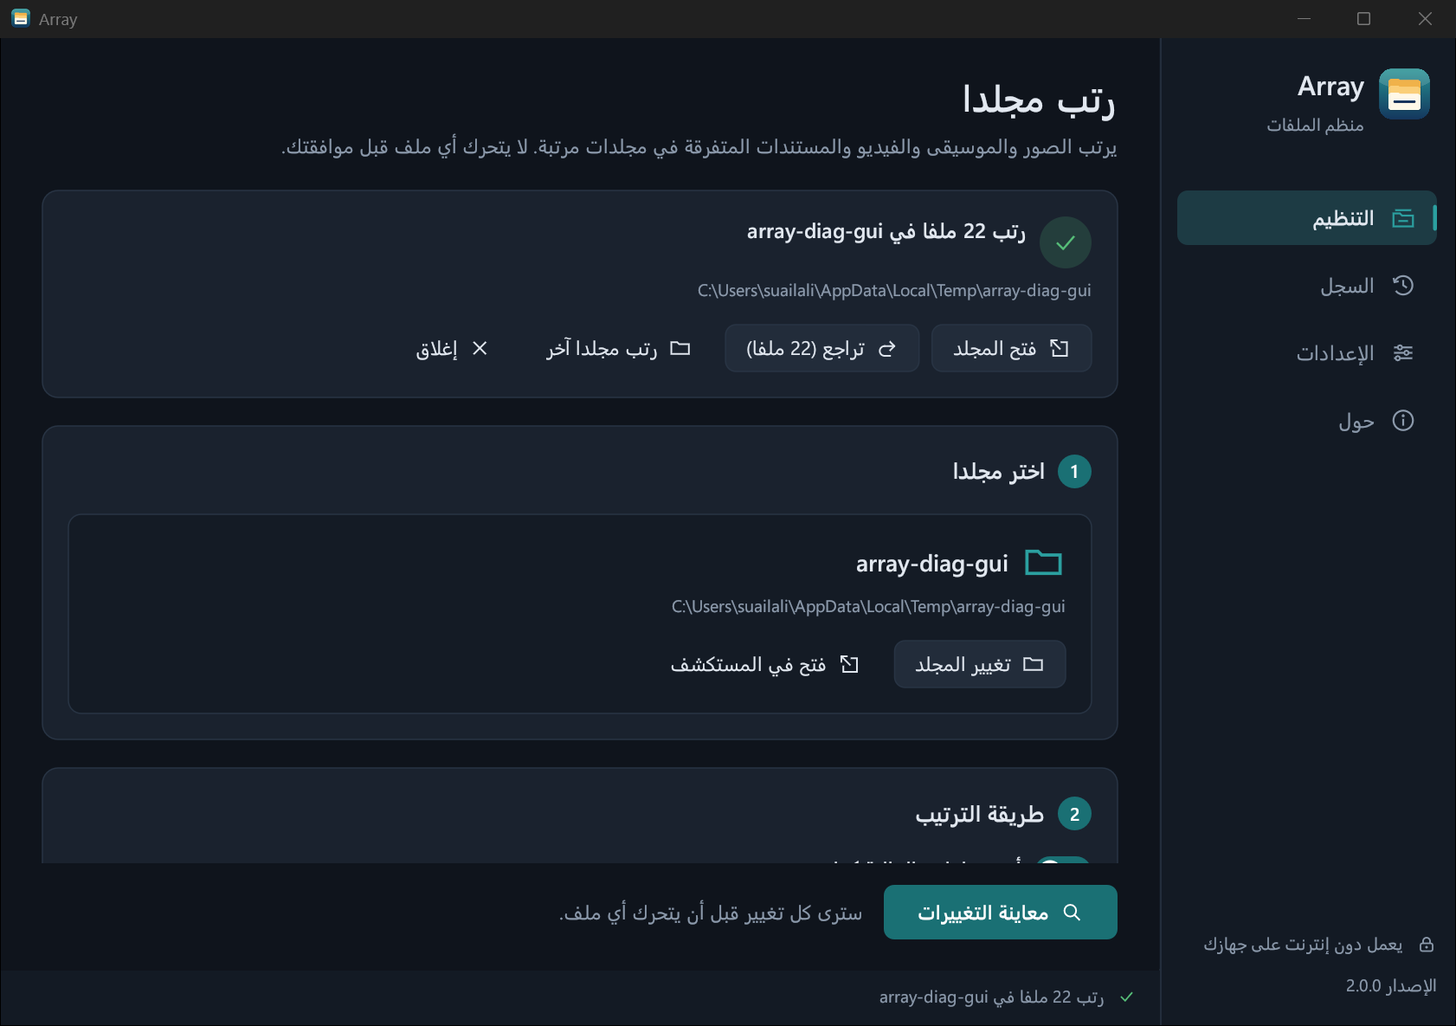 Array
Array
منظم الملفات
التنظيم
السجل
الإعدادات
حول
يعمل دون إنترنت على جهازك
الإصدار 2.0.0
رتب مجلدا
يرتب الصور والموسيقى والفيديو والمستندات المتفرقة في مجلدات مرتبة. لا يتحرك أي ملف قبل موافقتك.
رتب 22 ملفا في array-diag-gui
C:\Users\suailali\AppData\Local\Temp\array-diag-gui
فتح المجلد
تراجع (22 ملفا)
رتب مجلدا آخر
إغلاق
1 اختر مجلدا
array-diag-gui
C:\Users\suailali\AppData\Local\Temp\array-diag-gui
تغيير المجلد
فتح في المستكشف
2 طريقة الترتيب
معاينة التغييرات
سترى كل تغيير قبل أن يتحرك أي ملف.
رتب 22 ملفا في array-diag-gui